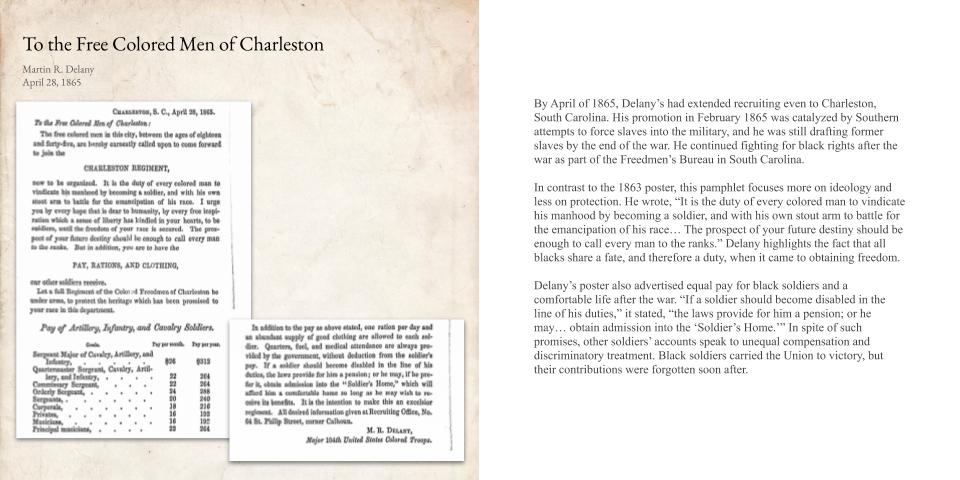 To the Free Colored Men of Charleston
Martin R. Delany
April 28, 1865
CHARLESTON, S. C., April 28, 1865.
To the Free Colored Men of Charleston:
The free colored men in this city, between the ages of eighteen
and forty-five, are hereby earnestly called upon to come forward
to join the
CHARLESTON REGIMENT,
now to be organized. It is the duty of every colored man to
vindicate his manhood by becoming a soldier, and with his own
stout arm to battle for the emancipation of his race. I urge
you by every hope that is dear to humanity, by every free inspi-
ration which a sense of liberty has kindled in your hearts, to be
soldiers, until the freedom of your race is secured. The pros-
pect of your future destiny should be enough to call every man
to the ranks. But in addition, you are to have the
PAY, RATIONS, AND CLOTHING,
our other soldiers receive.
Let a full Regiment of the Colored Freedmen of Charleston be
under arms, to protect the heritage which has been promised to
your race in this department.
Pay of Artillery, Infantry, and Cavalry Soldiers.
Grade. Pay per month. Pay per year.
Sergeant Major of Cavalry, Artillery, and
Infantry, $26 $312
Quartermaster Sergeant, Cavalry, Artil-
lery, and Infantry, 22 264
Commissary Sergeant, 22 264
Orderly Sergeant, 24 288
Sergeants, 20 240
Corporals, 18 216
Privates, 16 192
Musicians, 16 192
Principal musicians, 22 264
In addition to the pay as above stated, one ration per day and
an abundant supply of good clothing are allowed to each sol-
dier. Quarters, fuel, and medical attendance are always pro-
vided by the government, without deduction from the soldier's
pay. If a soldier should become disabled in the line of his
duties, the laws provide for him a pension; or he may, if he pre-
fer it, obtain admission into the "Soldier's Home," which will
afford him a comfortable home so long as he may wish to re-
ceive its benefits. It is the intention to make this an excelsior
regiment. All desired information given at Recruiting Office, No.
64 St. Philip Street, corner Calhoun.
M. R. DELANY,
Major 104th United States Colored Troops.
By April of 1865, Delany’s had extended recruiting even to Charleston,
South Carolina. His promotion in February 1865 was catalyzed by Southern
attempts to force slaves into the military, and he was still drafting former
slaves by the end of the war. He continued fighting for black rights after the
war as part of the Freedmen’s Bureau in South Carolina.
In contrast to the 1863 poster, this pamphlet focuses more on ideology and
less on protection. He wrote, “It is the duty of every colored man to vindicate
his manhood by becoming a soldier, and with his own stout arm to battle for
the emancipation of his race… The prospect of your future destiny should be
enough to call every man to the ranks.” Delany highlights the fact that all
blacks share a fate, and therefore a duty, when it came to obtaining freedom.
Delany’s poster also advertised equal pay for black soldiers and a
comfortable life after the war. “If a soldier should become disabled in the
line of his duties,” it stated, “the laws provide for him a pension; or he
may… obtain admission into the ‘Soldier’s Home.’” In spite of such
promises, other soldiers’ accounts speak to unequal compensation and
discriminatory treatment. Black soldiers carried the Union to victory, but
their contributions were forgotten soon after.